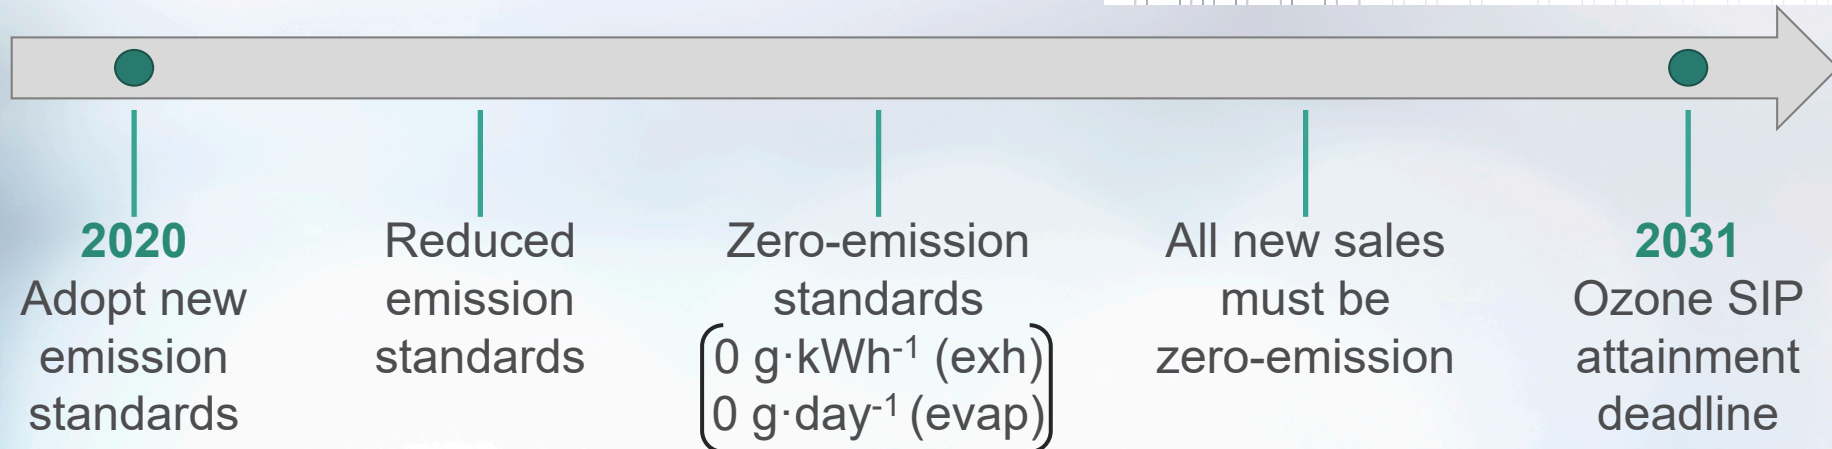 2020
Adopt new
emission
standards
Reduced
emission
standards
Zero-emission
standards
0 g·kWh⁻¹ (exh)
0 g·day⁻¹ (evap)
All new sales
must be
zero-emission
2031
Ozone SIP
attainment
deadline